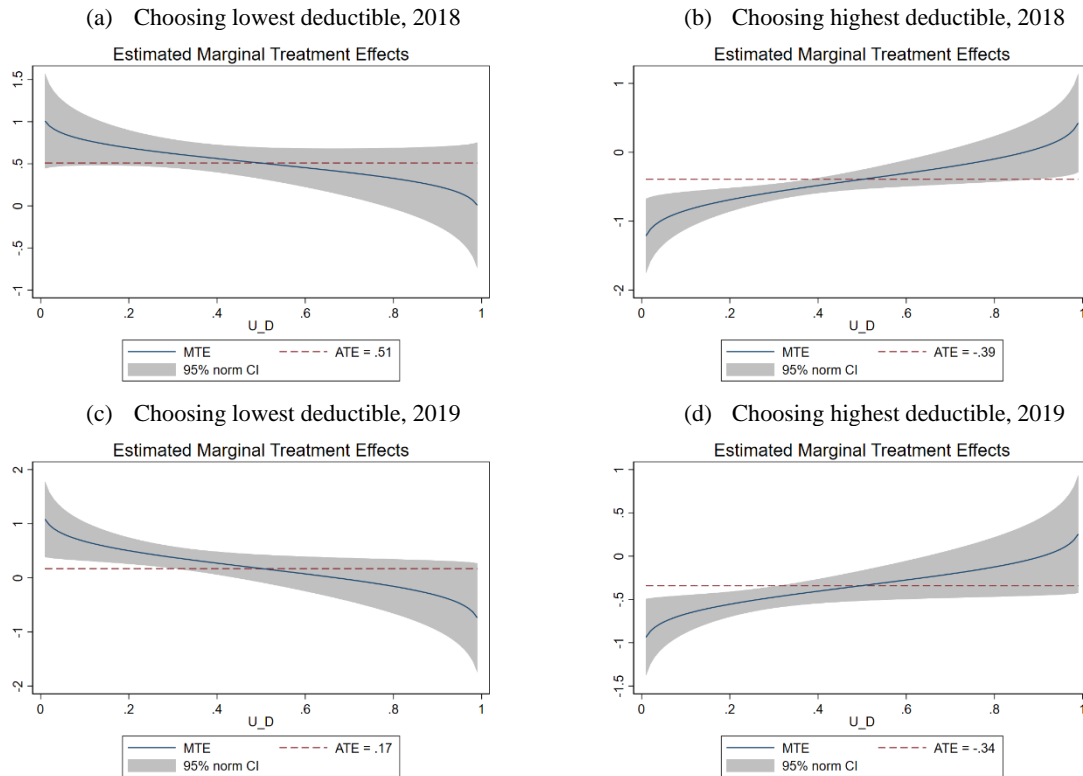 (a) Choosing lowest deductible, 2018
Estimated Marginal Treatment Effects
1.5
1
.5
0
-.5
-1
0 .2 .4 .6 .8 1
U_D
MTE ATE = .51
95% norm CI
(b) Choosing highest deductible, 2018
Estimated Marginal Treatment Effects
1
0
-1
-2
0 .2 .4 .6 .8 1
U_D
MTE ATE = -.39
95% norm CI
(c) Choosing lowest deductible, 2019
Estimated Marginal Treatment Effects
2
1
0
-1
-2
0 .2 .4 .6 .8 1
U_D
MTE ATE = .17
95% norm CI
(d) Choosing highest deductible, 2019
Estimated Marginal Treatment Effects
1
.5
0
-.5
-1
-1.5
0 .2 .4 .6 .8 1
U_D
MTE ATE = -.34
95% norm CI